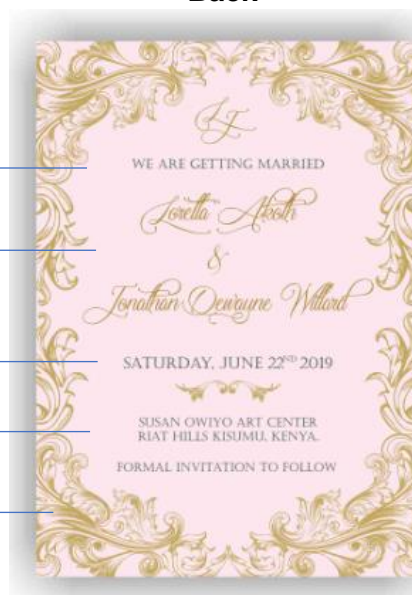 Back
WE ARE GETTING MARRIED
Loretta Akoth
&
Jonathan Dewayne Willard
SATURDAY, JUNE 22ND 2019
SUSAN OWIYO ART CENTER
RIAT HILLS KISUMU, KENYA.
FORMAL INVITATION TO FOLLOW